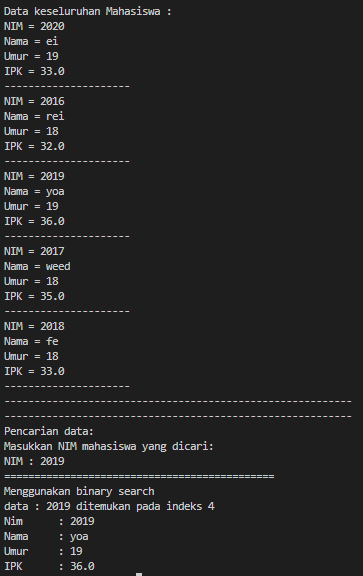 Data keseluruhan Mahasiswa :
NIM = 2020
Nama = ei
Umur = 19
IPK = 33.0
---------------------
NIM = 2016
Nama = rei
Umur = 18
IPK = 32.0
---------------------
NIM = 2019
Nama = yoa
Umur = 19
IPK = 36.0
---------------------
NIM = 2017
Nama = weed
Umur = 18
IPK = 35.0
---------------------
NIM = 2018
Nama = fe
Umur = 18
IPK = 33.0
---------------------
----------------------------------------------------------
----------------------------------------------------------
Pencarian data:
Masukkan NIM mahasiswa yang dicari:
NIM : 2019
=============================================
Menggunakan binary search
data : 2019 ditemukan pada indeks 4
Nim      : 2019
Nama     : yoa
Umur     : 19
IPK      : 36.0